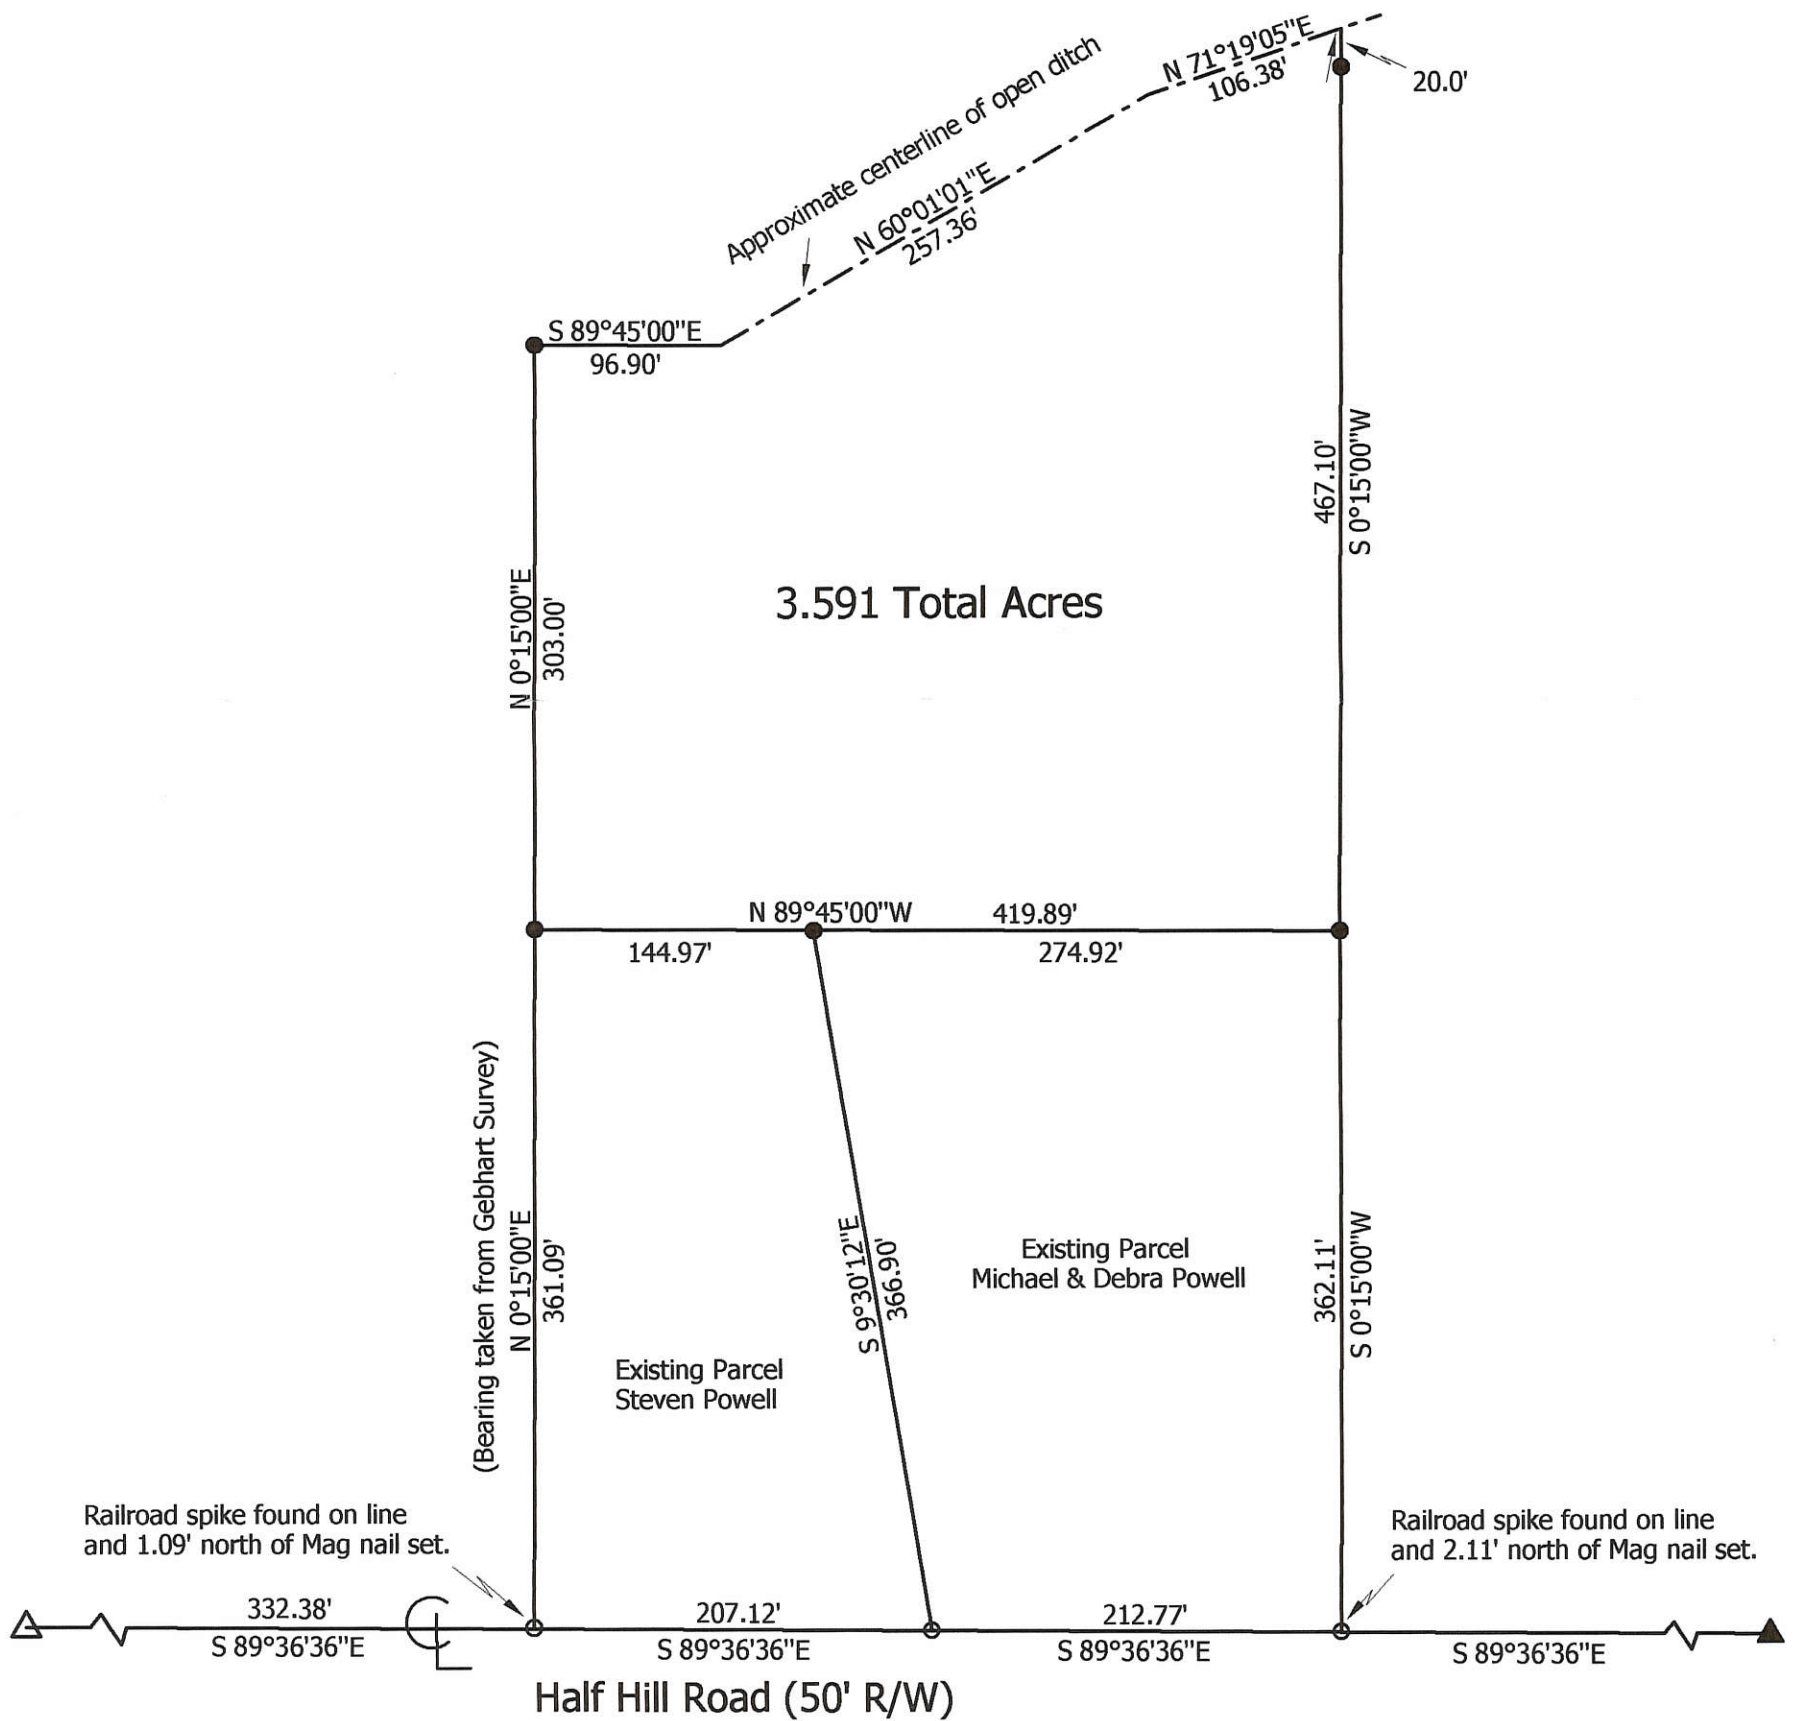 N 71°19'05"E
106.38'
20.0'
Approximate centerline of open ditch
N 60°01'01"E
257.36'
S 89°45'00"E
96.90'
467.10'
S 0°15'00"W
3.591 Total Acres
N 0°15'00"E
303.00'
N 89°45'00"W
419.89'
144.97'
274.92'
(Bearing taken from Gebhart Survey)
N 0°15'00"E
361.09'
S 9°30'12"E
366.90'
Existing Parcel
Michael & Debra Powell
362.11'
S 0°15'00"W
Existing Parcel
Steven Powell
Railroad spike found on line
and 1.09' north of Mag nail set.
Railroad spike found on line
and 2.11' north of Mag nail set.
332.38'
S 89°36'36"E
CL
207.12'
S 89°36'36"E
212.77'
S 89°36'36"E
S 89°36'36"E
Half Hill Road (50' R/W)